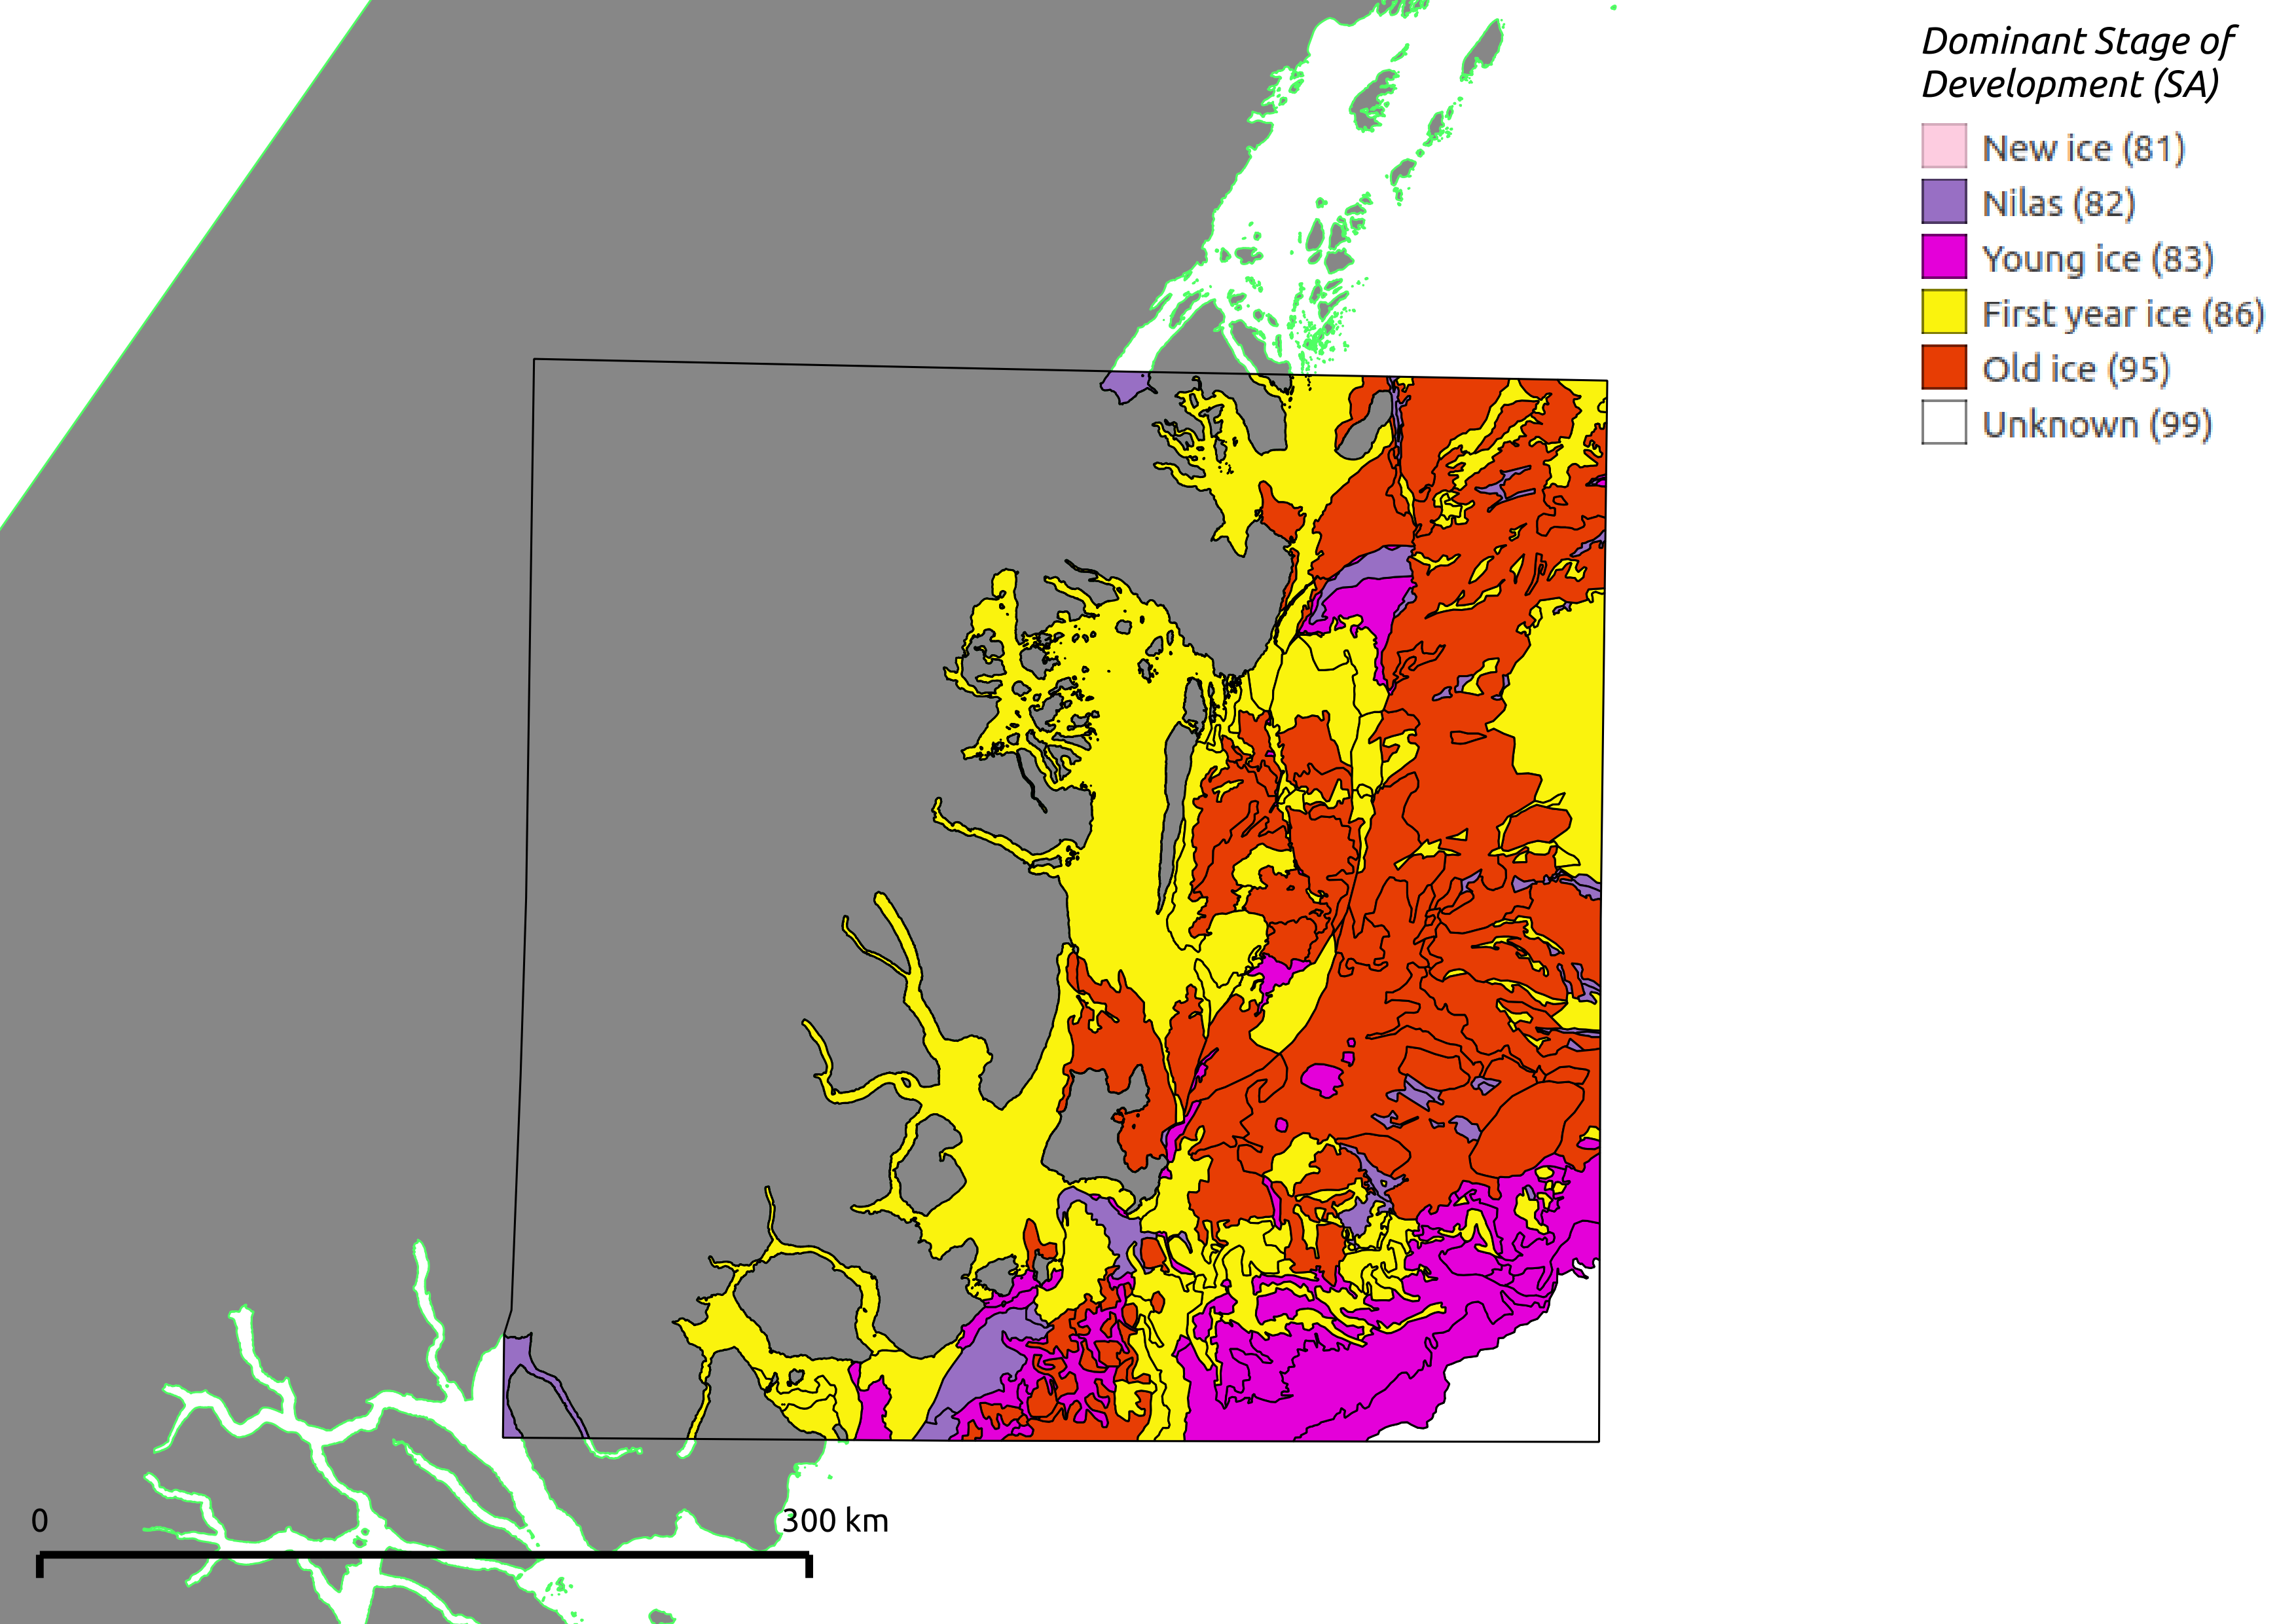 Dominant Stage of
Development (SA)
New ice (81)
Nilas (82)
Young ice (83)
First year ice (86)
Old ice (95)
Unknown (99)
0 300 km